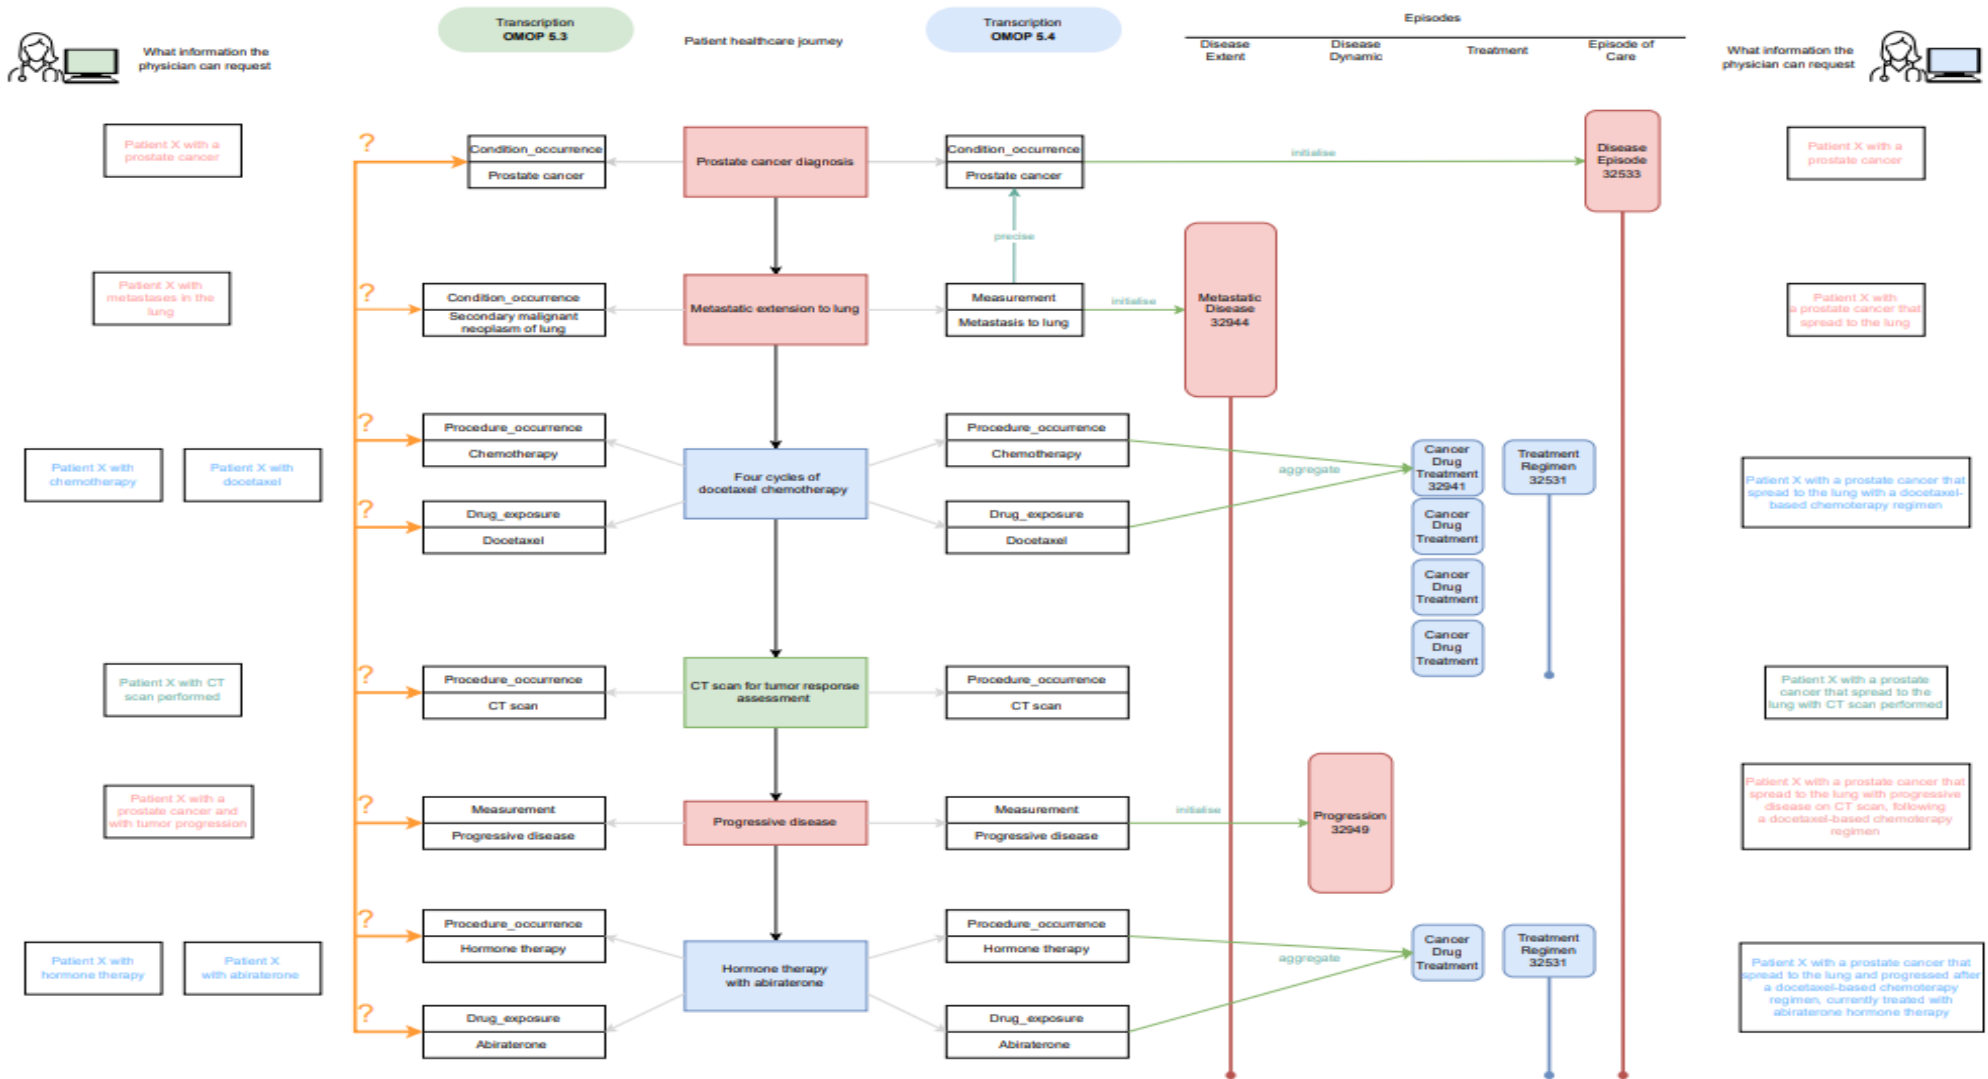 Transcription
OMOP 5.3
Patient healthcare journey
Transcription
OMOP 5.4
Episodes
Disease
Extent
Disease
Dynamic
Treatment
Episode of
Care
What information the
physician can request
What information the
physician can request
Patient X with a
prostate cancer
?
Condition_occurrence
Prostate cancer
Prostate cancer diagnosis
Condition_occurrence
Prostate cancer
initialise
Disease
Episode
32533
Patient X with a
prostate cancer
precise
Patient X with
metastases in the
lung
?
Condition_occurrence
Secondary malignant
neoplasm of lung
Metastatic extension to lung
Measurement
Metastasis to lung
initialise
Metastatic
Disease
32944
Patient X with
a prostate cancer that
spread to the lung
Patient X with
chemotherapy
Patient X with
docetaxel
?
Procedure_occurrence
Chemotherapy
?
Drug_exposure
Docetaxel
Four cycles of
docetaxel chemotherapy
Procedure_occurrence
Chemotherapy
Drug_exposure
Docetaxel
aggregate
Cancer
Drug
Treatment
32941
Cancer
Drug
Treatment
Cancer
Drug
Treatment
Cancer
Drug
Treatment
Treatment
Regimen
32531
Patient X with a prostate cancer that
spread to the lung with a docetaxel-
based chemoterapy regimen
Patient X with CT
scan performed
?
Procedure_occurrence
CT scan
CT scan for tumor response
assessment
Procedure_occurrence
CT scan
Patient X with a prostate
cancer that spread to the
lung with CT scan performed
Patient X with a
prostate cancer and
with tumor progression
?
Measurement
Progressive disease
Progressive disease
Measurement
Progressive disease
initialise
Progression
32949
Patient X with a prostate cancer that
spread to the lung with progressive
disease on CT scan, following
a docetaxel-based chemoterapy
regimen
Patient X with
hormone therapy
Patient X
with abiraterone
?
Procedure_occurrence
Hormone therapy
?
Drug_exposure
Abiraterone
Hormone therapy
with abiraterone
Procedure_occurrence
Hormone therapy
Drug_exposure
Abiraterone
aggregate
Cancer
Drug
Treatment
Treatment
Regimen
32531
Patient X with a prostate cancer that
spread to the lung and progressed after
a docetaxel-based chemoterapy
regimen, currently treated with
abiraterone hormone therapy